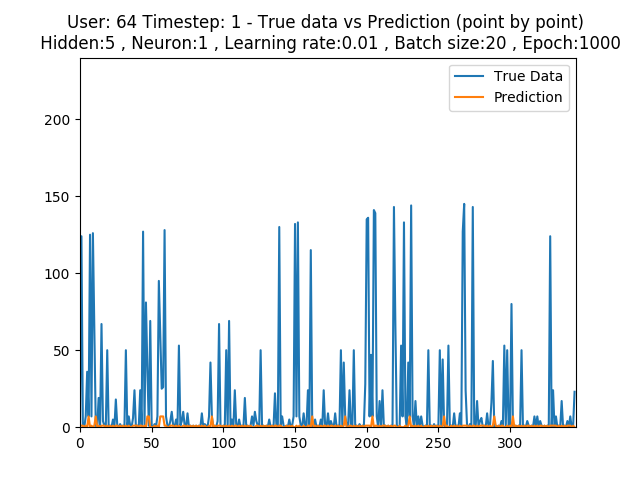 User: 64 Timestep: 1 - True data vs Prediction (point by point)
Hidden:5 , Neuron:1 , Learning rate:0.01 , Batch size:20 , Epoch:1000
True Data
Prediction
200
150
100
50
0
0 50 100 150 200 250 300